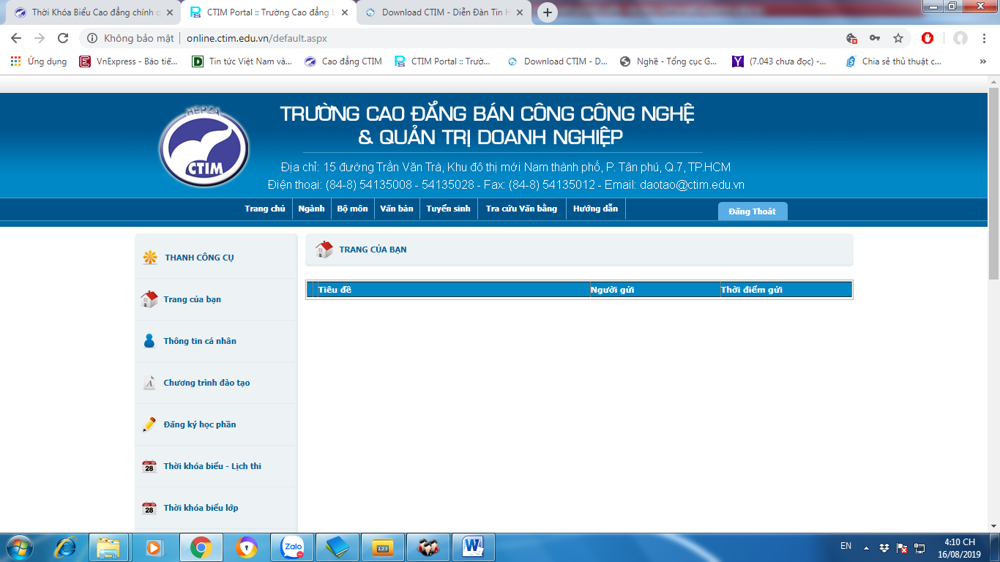 Thời Khóa Biểu Cao đẳng chính q
CTIM Portal :: Trường Cao đẳng b
Download CTIM - Diễn Đàn Tin H
Không bảo mật
online.ctim.edu.vn/default.aspx
Ứng dụng
VnExpress - Báo tiế...
Tin tức Việt Nam và...
Cao đẳng CTIM
CTIM Portal :: Trườ...
Download CTIM - D...
Nghề - Tổng cục G...
(7.043 chưa đọc) -...
Chia sẻ thủ thuật c...
»
HEPZA
CTIM
TRƯỜNG CAO ĐẲNG BÁN CÔNG CÔNG NGHỆ
& QUẢN TRỊ DOANH NGHIỆP
Địa chỉ: 15 đường Trần Văn Trà, Khu đô thị mới Nam thành phố, P. Tân phú, Q.7, TP.HCM
Điện thoại: (84-8) 54135008 - 54135028 - Fax: (84-8) 54135012 - Email: daotao@ctim.edu.vn
Trang chủ
Ngành
Bộ môn
Văn bản
Tuyển sinh
Tra cứu Văn bằng
Hướng dẫn
Đăng Thoát
THANH CÔNG CỤ
Trang của bạn
Thông tin cá nhân
Chương trình đào tạo
Đăng ký học phần
28
Thời khóa biểu - Lịch thi
28
Thời khóa biểu lớp
TRANG CỦA BẠN
Tiêu đề
Người gửi
Thời điểm gửi
Zalo
123
EN
4:10 CH
16/08/2019